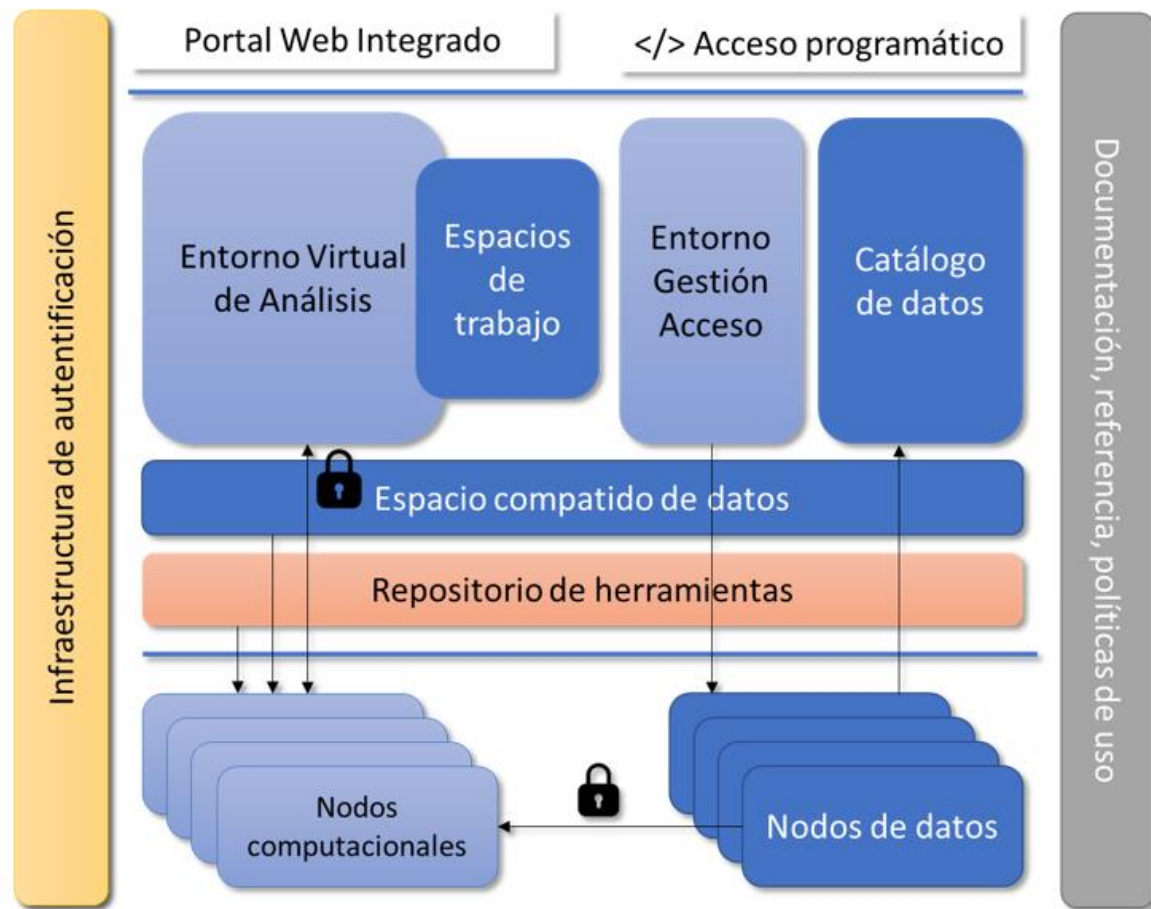 Portal Web Integrado
</> Acceso programático
Infraestructura de autentificación
Entorno Virtual
de Análisis
Espacios
de
trabajo
Entorno
Gestión
Acceso
Catálogo
de datos
Espacio compatido de datos
Repositorio de herramientas
Nodos
computacionales
Nodos de datos
Documentación, referencia, políticas de uso